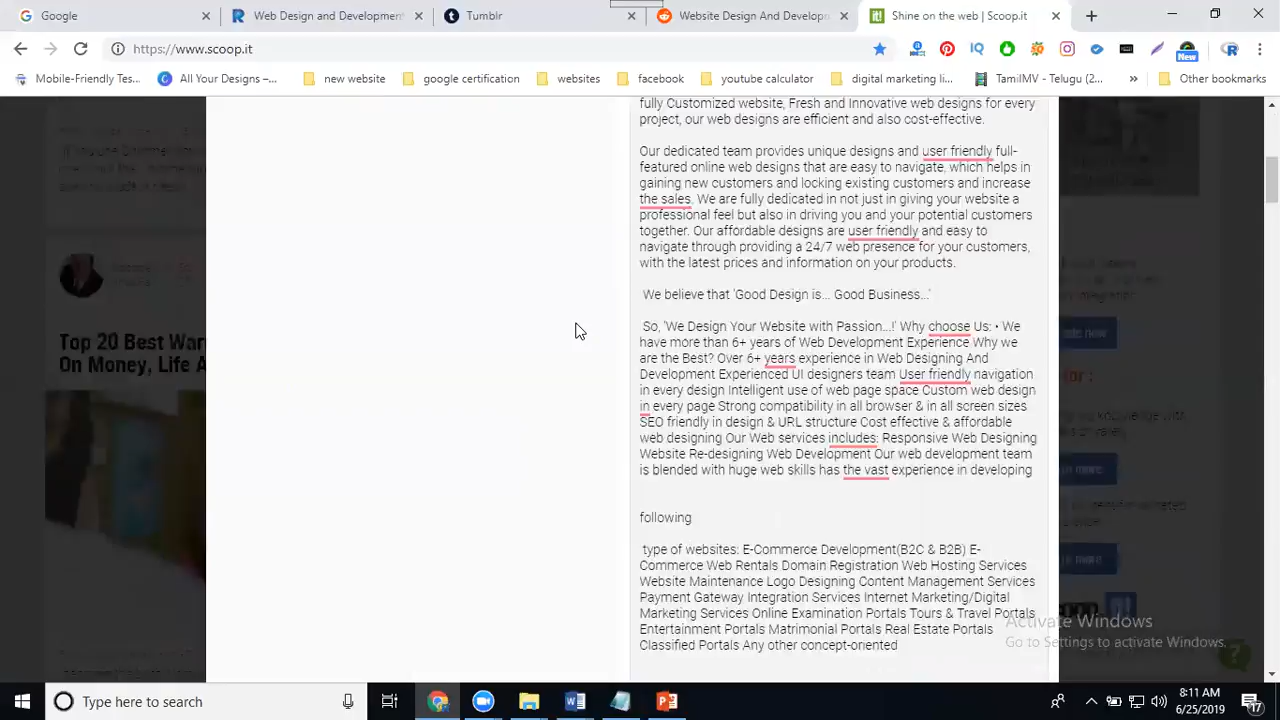 Google
Web Design and Developmen
Tumblr
Website Design And Developm
Shine on the web | Scoop.it
https://www.scoop.it
New
Mobile-Friendly Tes...
All Your Designs –...
new website
google certification
websites
facebook
youtube calculator
digital marketing li...
TamilMV - Telugu (2...
»
Other bookmarks
fully Customized website, Fresh and Innovative web designs for every
project, our web designs are efficient and also cost-effective.
Our dedicated team provides unique designs and user friendly full-
featured online web designs that are easy to navigate, which helps in
gaining new customers and locking existing customers and increase
the sales. We are fully dedicated in not just in giving your website a
professional feel but also in driving you and your potential customers
together. Our affordable designs are user friendly and easy to
navigate through providing a 24/7 web presence for your customers,
with the latest prices and information on your products.
We believe that 'Good Design is... Good Business...'
So, 'We Design Your Website with Passion...!' Why choose Us: • We
have more than 6+ years of Web Development Experience Why we
are the Best? Over 6+ years experience in Web Designing And
Development Experienced UI designers team User friendly navigation
in every design Intelligent use of web page space Custom web design
in every page Strong compatibility in all browser & in all screen sizes
SEO friendly in design & URL structure Cost effective & affordable
web designing Our Web services includes: Responsive Web Designing
Website Re-designing Web Development Our web development team
is blended with huge web skills has the vast experience in developing
following
type of websites: E-Commerce Development(B2C & B2B) E-
Commerce Web Rentals Domain Registration Web Hosting Services
Website Maintenance Logo Designing Content Management Services
Payment Gateway Integration Services Internet Marketing/Digital
Marketing Services Online Examination Portals Tours & Travel Portals
Entertainment Portals Matrimonial Portals Real Estate Portals
Classified Portals Any other concept-oriented
Top 20 Best War
On Money, Life A
Activate Windows
Go to Settings to activate Windows.
Type here to search
8:11 AM
6/25/2019
17